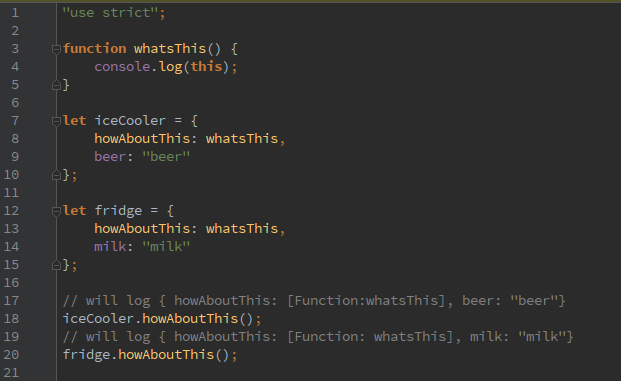 1 "use strict";
2
3 function whatsThis() {
4     console.log(this);
5 }
6
7 let iceCooler = {
8     howAboutThis: whatsThis,
9     beer: "beer"
10 };
11
12 let fridge = {
13     howAboutThis: whatsThis,
14     milk: "milk"
15 };
16
17 // will log { howAboutThis: [Function:whatsThis], beer: "beer"}
18 iceCooler.howAboutThis();
19 // will log { howAboutThis: [Function: whatsThis], milk: "milk"}
20 fridge.howAboutThis();
21